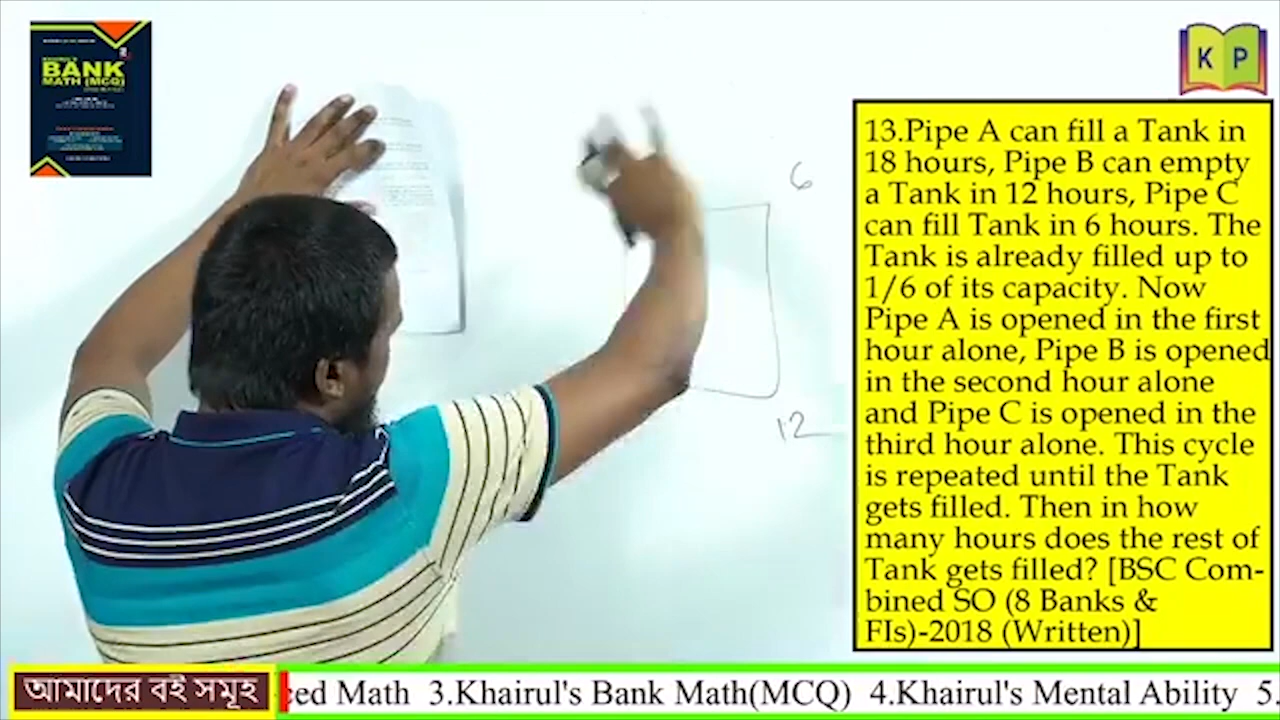 BANK
MATH (MCQ)
K P
6
12
13.Pipe A can fill a Tank in
18 hours, Pipe B can empty
a Tank in 12 hours, Pipe C
can fill Tank in 6 hours. The
Tank is already filled up to
1/6 of its capacity. Now
Pipe A is opened in the first
hour alone, Pipe B is opened
in the second hour alone
and Pipe C is opened in the
third hour alone. This cycle
is repeated until the Tank
gets filled. Then in how
many hours does the rest of
Tank gets filled? [BSC Com-
bined SO (8 Banks &
FIs)-2018 (Written)]
আমাদের বই সমূহ ced Math 3.Khairul's Bank Math(MCQ) 4.Khairul's Mental Ability 5.